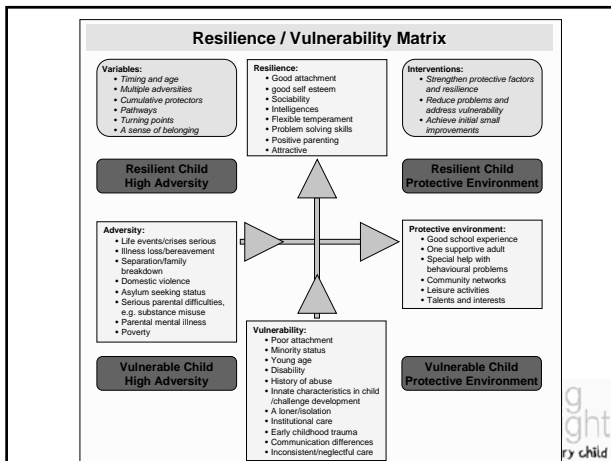 Resilience / Vulnerability Matrix
Variables:
• Timing and age
• Multiple adversities
• Cumulative protectors
• Pathways
• Turning points
• A sense of belonging
Resilience:
• Good attachment
• good self esteem
• Sociability
• Intelligences
• Flexible temperament
• Problem solving skills
• Positive parenting
• Attractive
Interventions:
• Strengthen protective factors
and resilience
• Reduce problems and
address vulnerability
• Achieve initial small
improvements
Resilient Child
High Adversity
Resilient Child
Protective Environment
Adversity:
• Life events/crises serious
• Illness loss/bereavement
• Separation/family
breakdown
• Domestic violence
• Asylum seeking status
• Serious parental difficulties,
e.g. substance misuse
• Parental mental illness
• Poverty
Protective environment:
• Good school experience
• One supportive adult
• Special help with
behavioural problems
• Community networks
• Leisure activities
• Talents and interests
Vulnerable Child
High Adversity
Vulnerability:
• Poor attachment
• Minority status
• Young age
• Disability
• History of abuse
• Innate characteristics in child
/challenge development
• A loner/isolation
• Institutional care
• Early childhood trauma
• Communication differences
• Inconsistent/neglectful care
Vulnerable Child
Protective Environment
g
ght
ry child